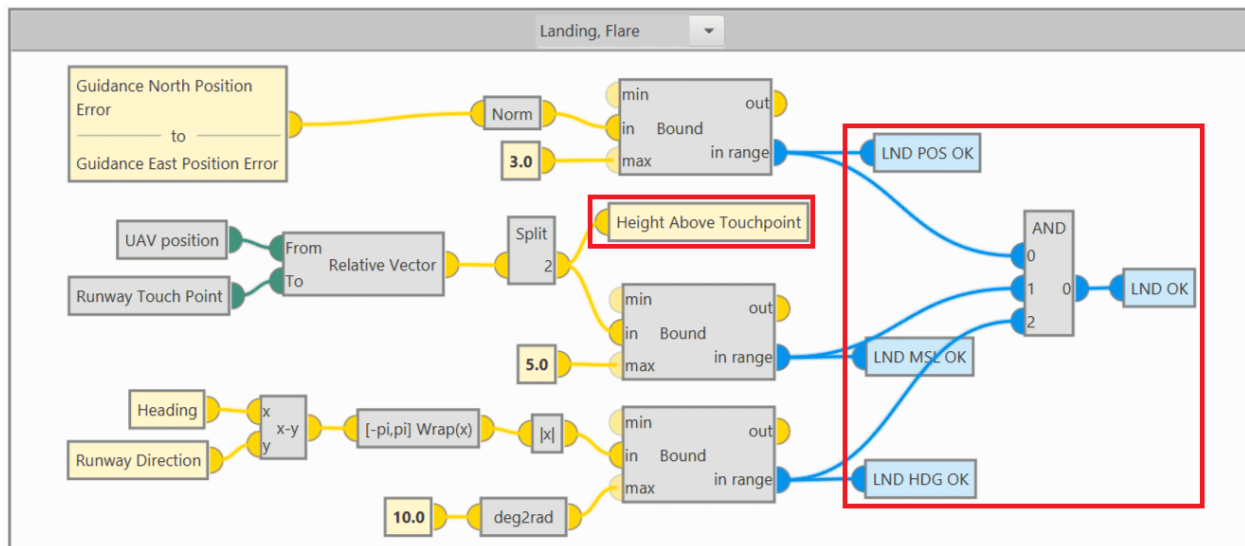 Landing, Flare
Guidance North Position
Error
to
Guidance East Position Error
Norm
3.0
min
in
max
Bound
out
in range
LND POS OK
Height Above Touchpoint
UAV position
Runway Touch Point
From
To
Relative Vector
Split
2
5.0
min
in
max
Bound
out
in range
LND MSL OK
AND
0
1
2
0
LND OK
Heading
Runway Direction
x
y
x-y
[-pi,pi] Wrap(x)
|x|
10.0
deg2rad
min
in
max
Bound
out
in range
LND HDG OK